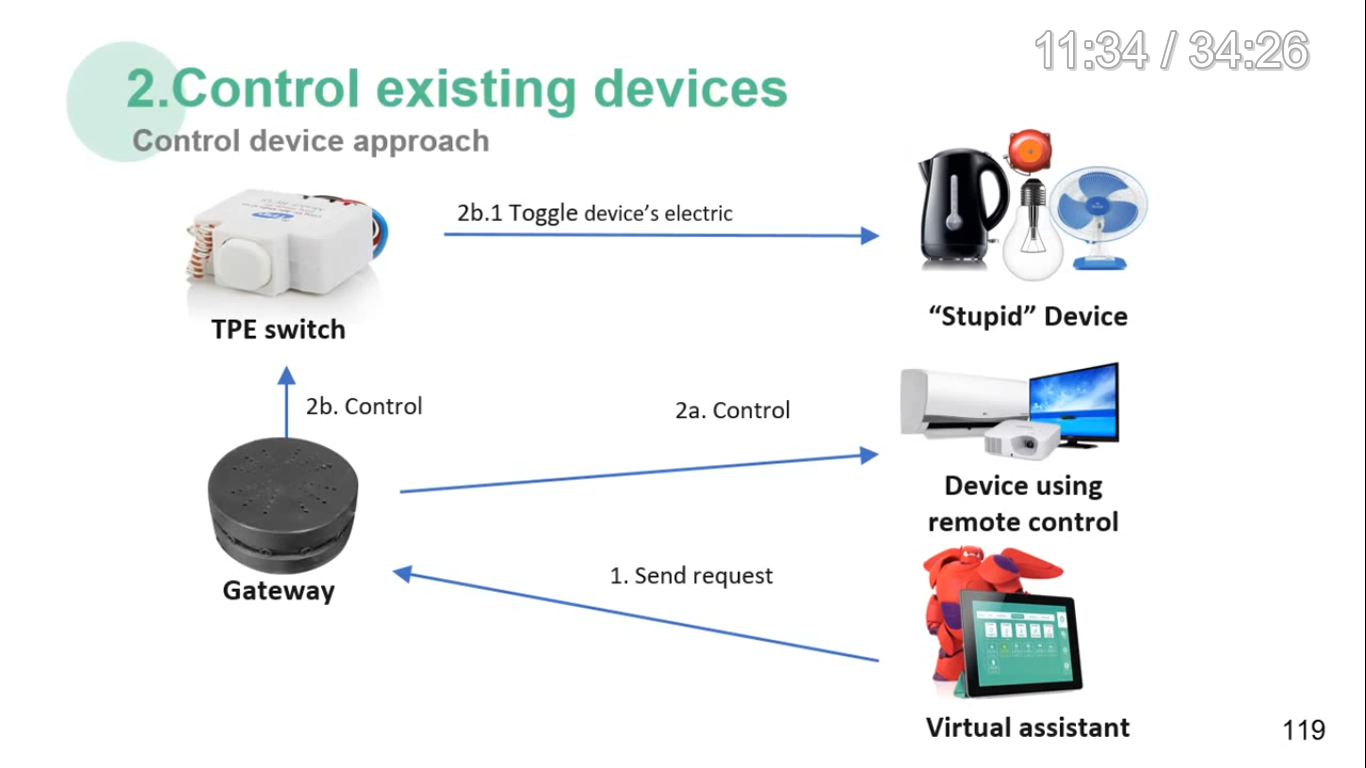 11:34 / 34:26
2.Control existing devices
Control device approach
2b.1 Toggle device's electric
TPE switch
“Stupid” Device
2b. Control
2a. Control
Device using
remote control
Gateway
1. Send request
Virtual assistant
119